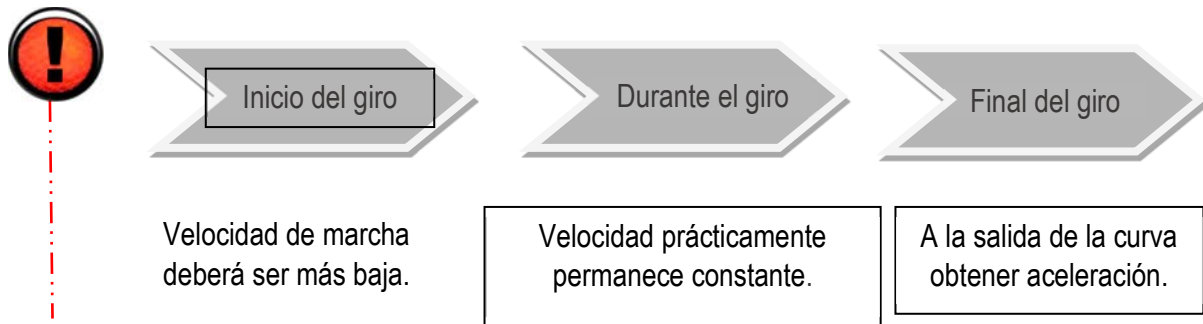 !
Inicio del giro
Durante el giro
Final del giro
Velocidad de marcha
deberá ser más baja.
Velocidad prácticamente
permanece constante.
A la salida de la curva
obtener aceleración.